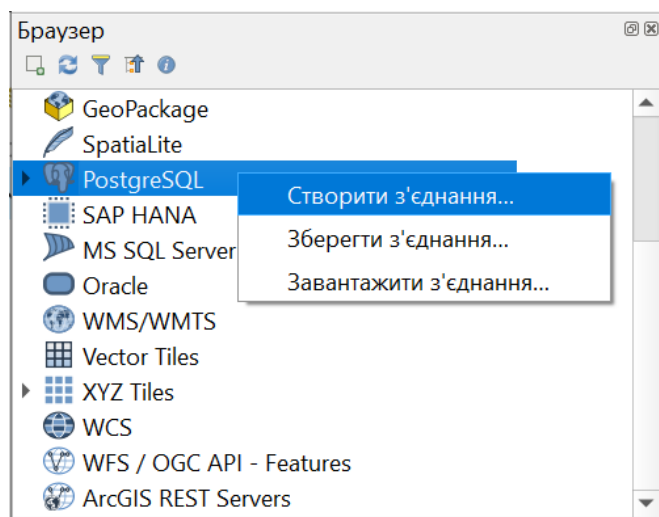 Браузер
GeoPackage
SpatiaLite
PostgreSQL
Створити з'єднання...
SAP HANA
Зберегти з'єднання...
MS SQL Server
Завантажити з'єднання...
Oracle
WMS/WMTS
Vector Tiles
XYZ Tiles
WCS
WFS / OGC API - Features
ArcGIS REST Servers